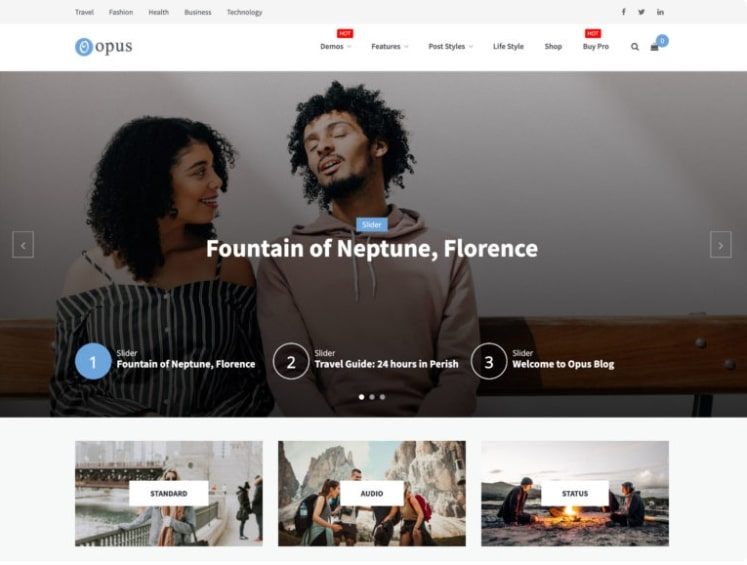 Travel Fashion Health Business Technology
opus
HOT HOT
Demos Features Post Styles Life Style Shop Buy Pro 0
Slider
Fountain of Neptune, Florence
1 Slider
Fountain of Neptune, Florence
2 Slider
Travel Guide: 24 hours in Perish
3 Slider
Welcome to Opus Blog
STANDARD
AUDIO
STATUS